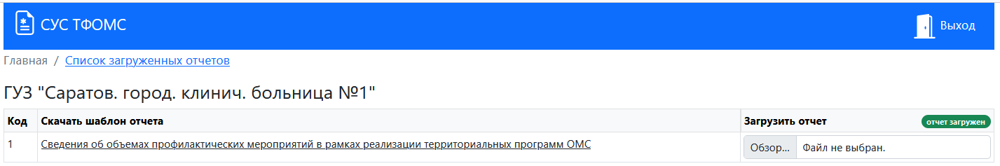 СУС ТФОМС Выход
Главная / Список загруженных отчетов
ГУЗ "Саратов. город. клинич. больница №1"
Код Скачать шаблон отчета Загрузить отчет отчет загружен
1 Сведения об объемах профилактических мероприятий в рамках реализации территориальных программ ОМС Обзор... Файл не выбран.